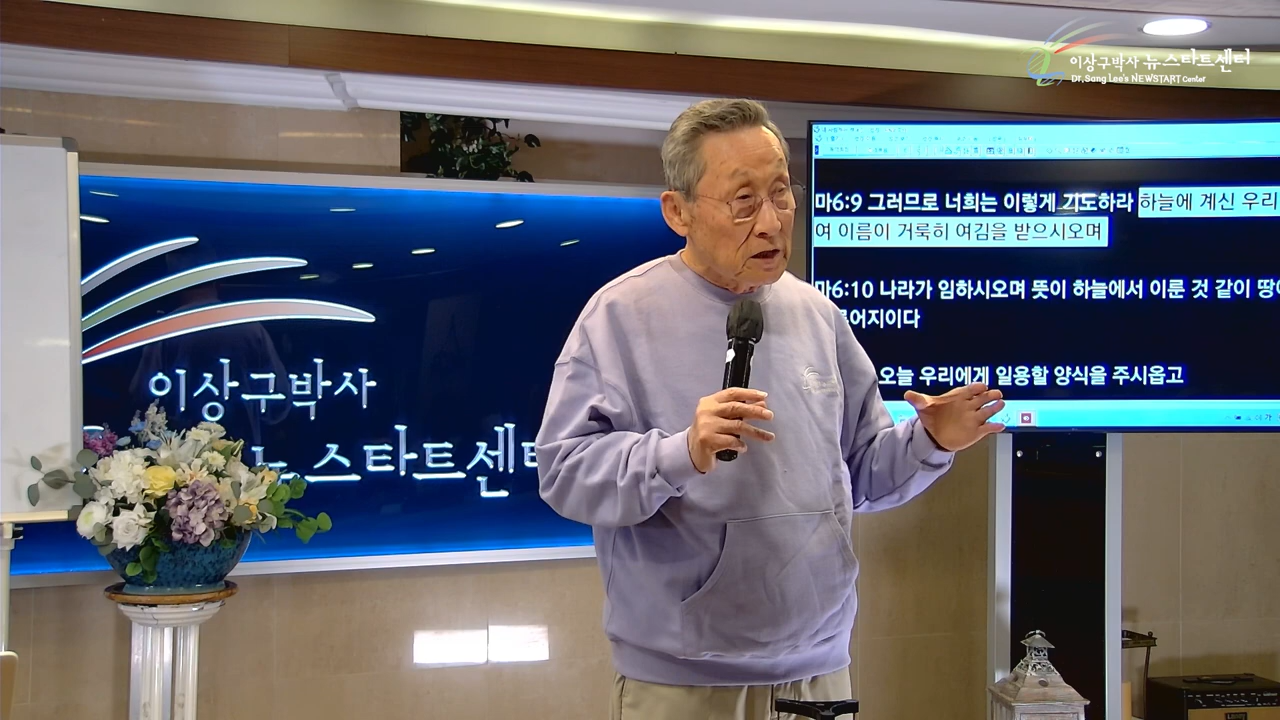 이상구박사 뉴스타트센터
Dr. Sang Lee's NEWSTART Center
이상구박사
뉴스타트센터
마6:9 그러므로 너희는 이렇게 기도하라 하늘에 계신 우리
여 이름이 거룩히 여김을 받으시오며
마6:10 나라가 임하시오며 뜻이 하늘에서 이룬 것 같이 땅에
루어지이다
오늘 우리에게 일용할 양식을 주시옵고